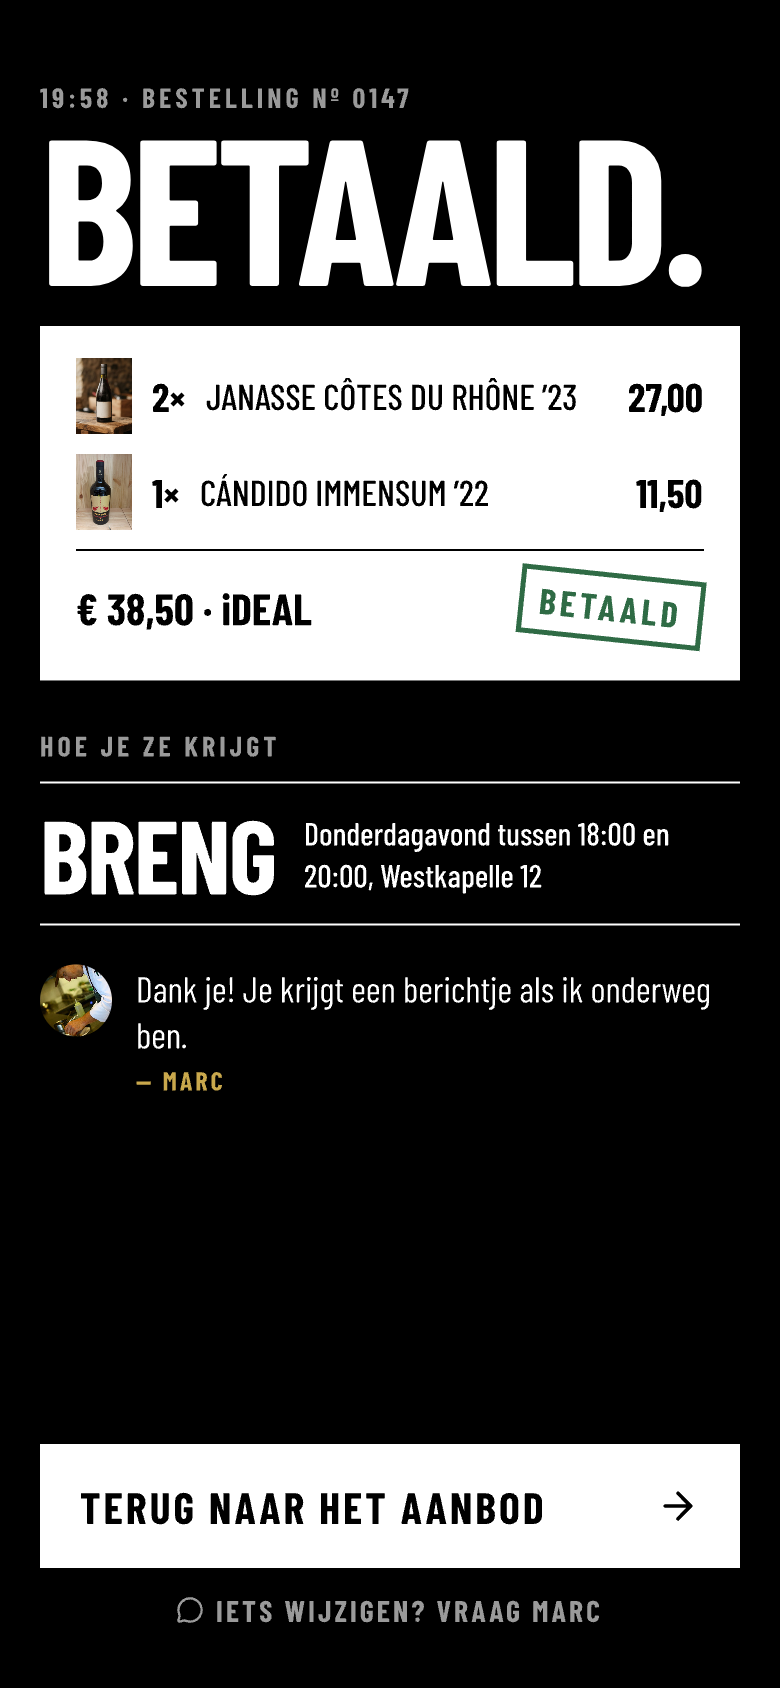 19:58 · BESTELLING Nº 0147
BETAALD.
2× JANASSE CÔTES DU RHÔNE ’23 27,00
1× CÁNDIDO IMMENSUM ’22 11,50
€ 38,50 · iDEAL BETAALD
HOE JE ZE KRIJGT
BRENG
Donderdagavond tussen 18:00 en
20:00, Westkapelle 12
Dank je! Je krijgt een berichtje als ik onderweg
ben.
– MARC
TERUG NAAR HET AANBOD →
IETS WIJZIGEN? VRAAG MARC